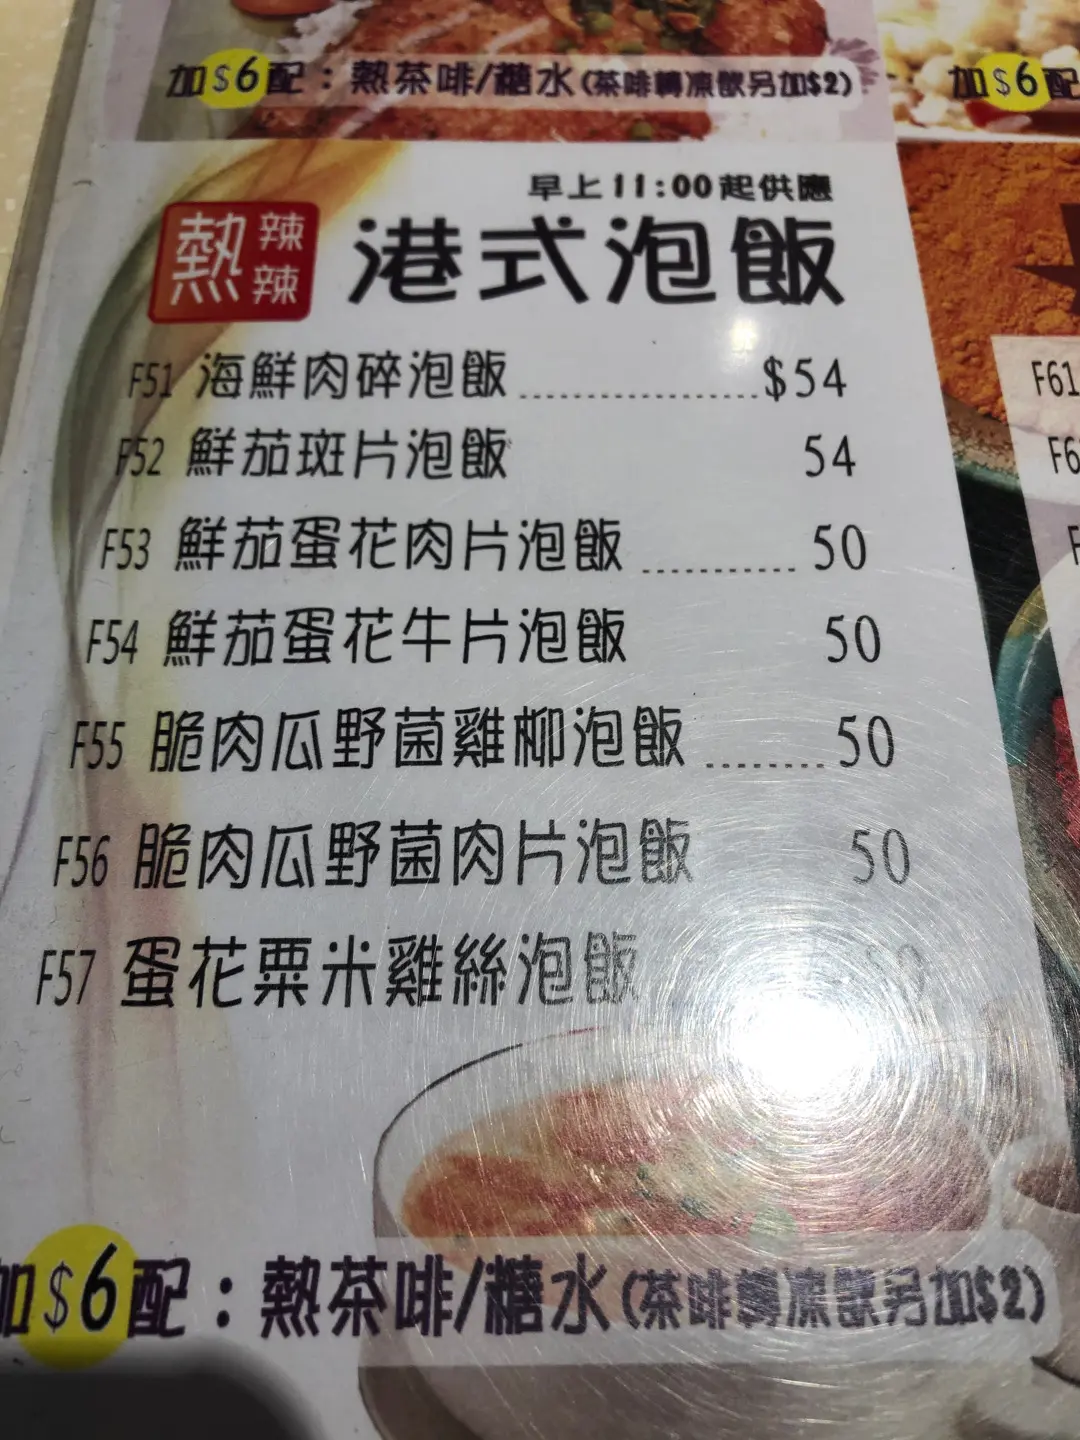 加$6配：熱茶啡/糖水(茶啡轉凍飲另加$2)
加$6配
早上11:00起供應
熱辣辣 港式泡飯
F51 海鮮肉碎泡飯 $54
F52 鮮茄斑片泡飯 54
F53 鮮茄蛋花肉片泡飯 50
F54 鮮茄蛋花牛片泡飯 50
F55 脆肉瓜野菌雞柳泡飯 50
F56 脆肉瓜野菌肉片泡飯 50
F57 蛋花粟米雞絲泡飯
F61
加$6配：熱茶啡/糖水(茶啡轉凍飲另加$2)